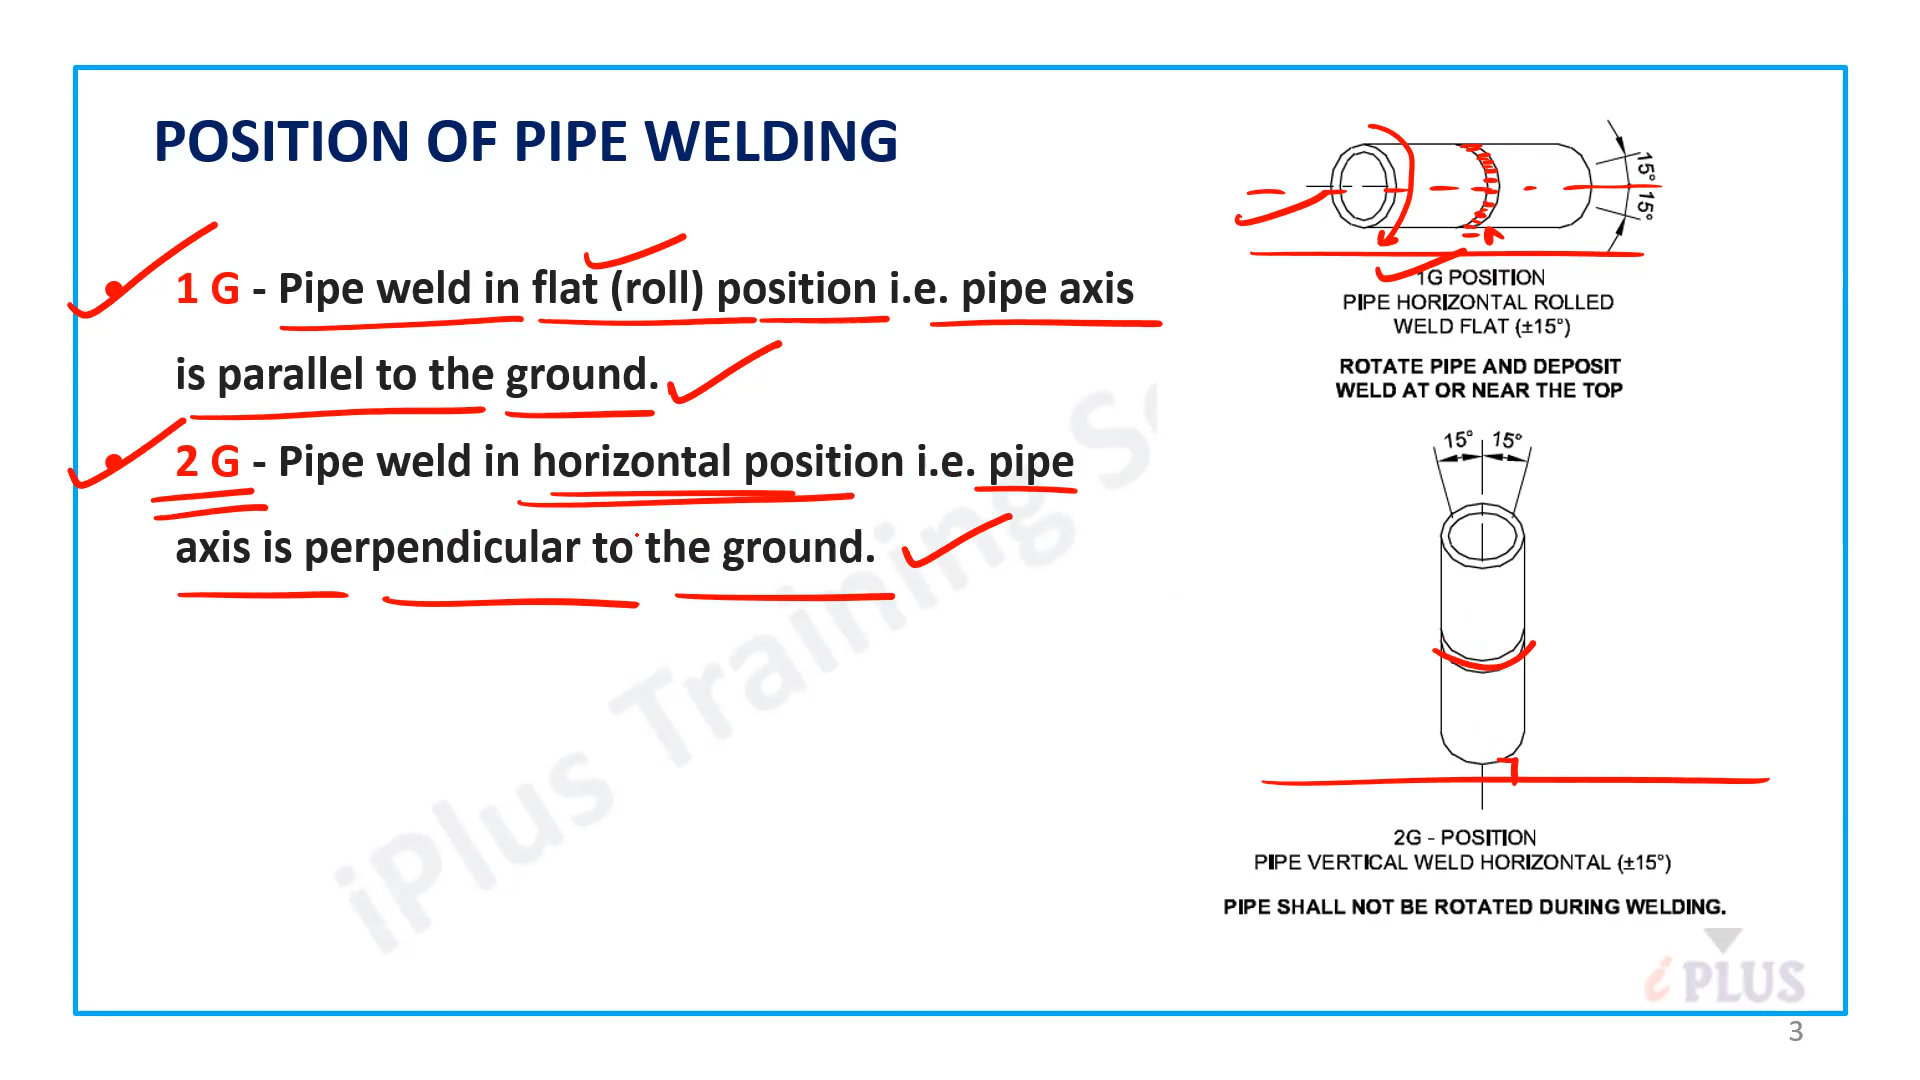 POSITION OF PIPE WELDING
• 1 G - Pipe weld in flat (roll) position i.e. pipe axis
is parallel to the ground.
• 2 G - Pipe weld in horizontal position i.e. pipe
axis is perpendicular to the ground.
15° 15°
1G POSITION
PIPE HORIZONTAL ROLLED
WELD FLAT (±15°)
ROTATE PIPE AND DEPOSIT
WELD AT OR NEAR THE TOP
15° 15°
2G - POSITION
PIPE VERTICAL WELD HORIZONTAL (±15°)
PIPE SHALL NOT BE ROTATED DURING WELDING.
iPlus Training
i PLUS
3